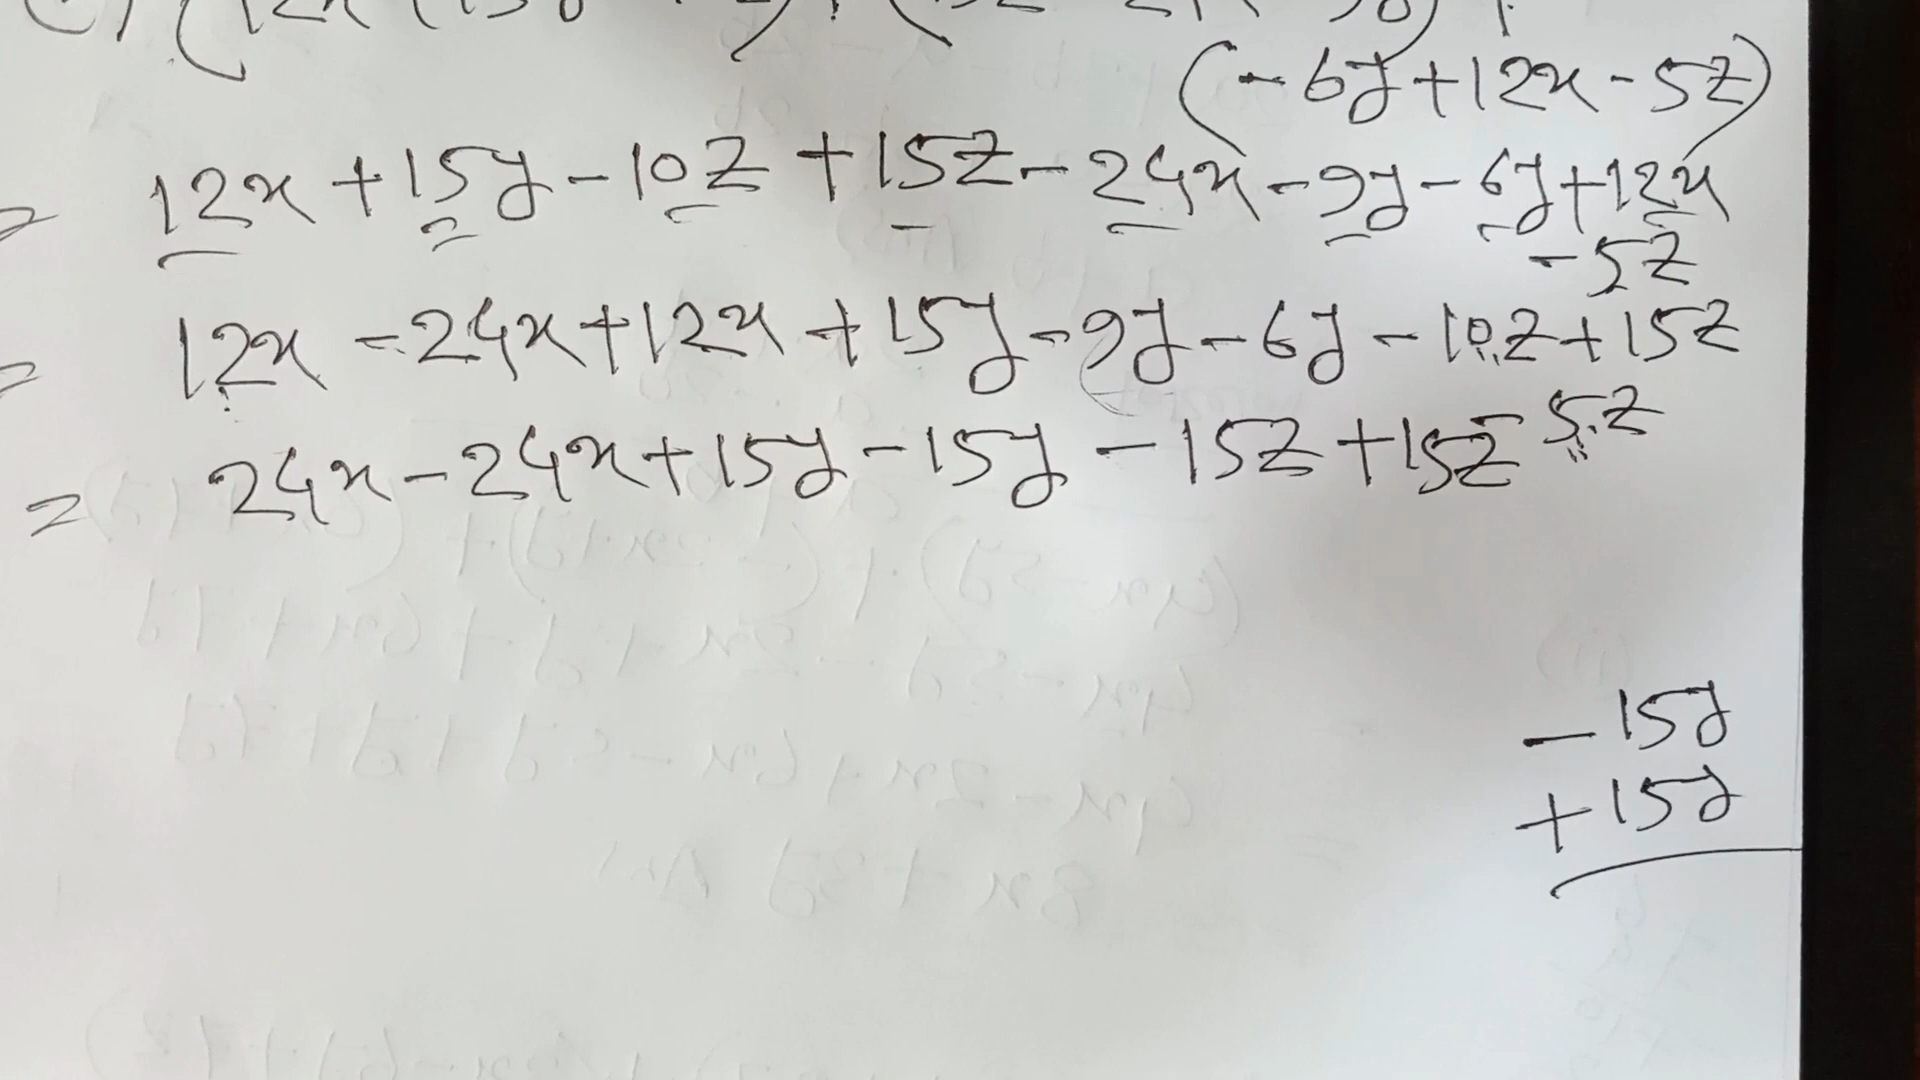 (-6y+12x-5z)
= 12x+15y-10z+15z-24x-9y-6y+12x
-5z
= 12x-24x+12x+15y-9y-6y-10z+15z
-5z
= 24x-24x+15y-15y-15z+15z
-15y
+15y